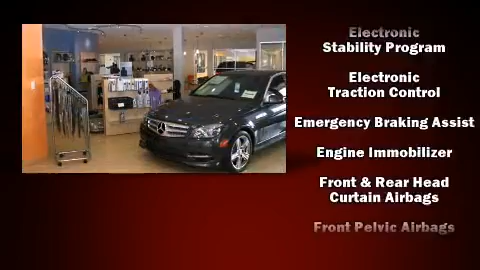 Electronic
Stability Program
Electronic
Traction Control
Emergency Braking Assist
Engine Immobilizer
Front & Rear Head
Curtain Airbags
Front Pelvic Airbags